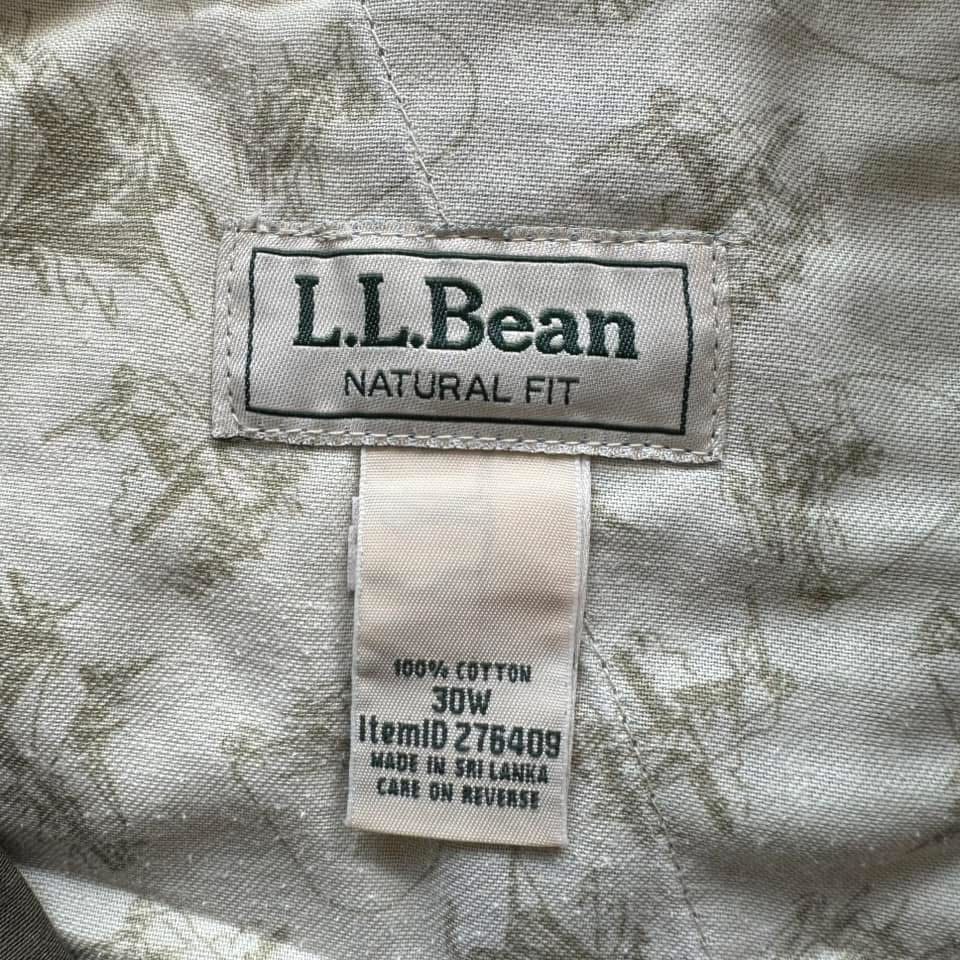 L.L.Bean
NATURAL FIT
100% COTTON
30W
ItemID 276409
MADE IN SRI LANKA
CARE ON REVERSE